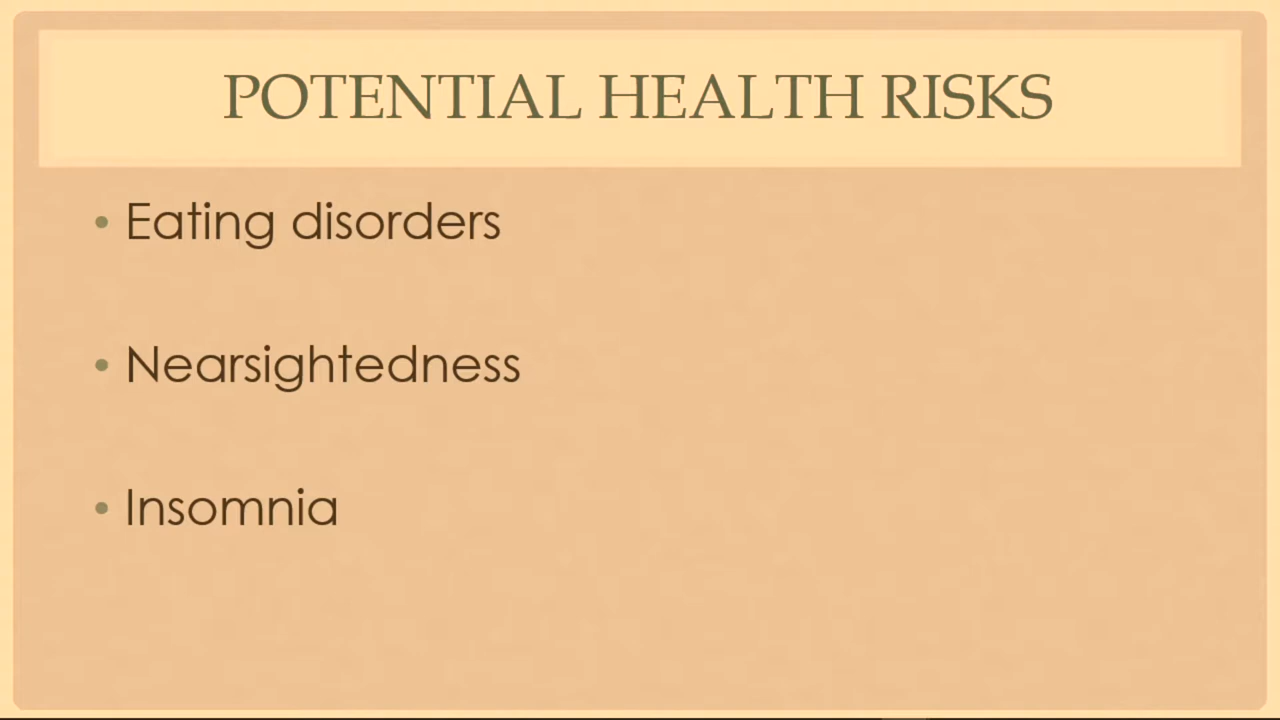 POTENTIAL HEALTH RISKS
• Eating disorders
• Nearsightedness
• Insomnia